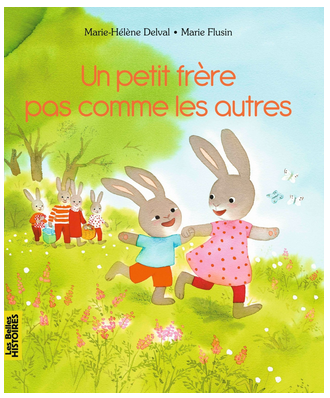 Marie-Hélène Delval • Marie Flusin
Un petit frère
pas comme les autres
Les Belles
HISTOIRES